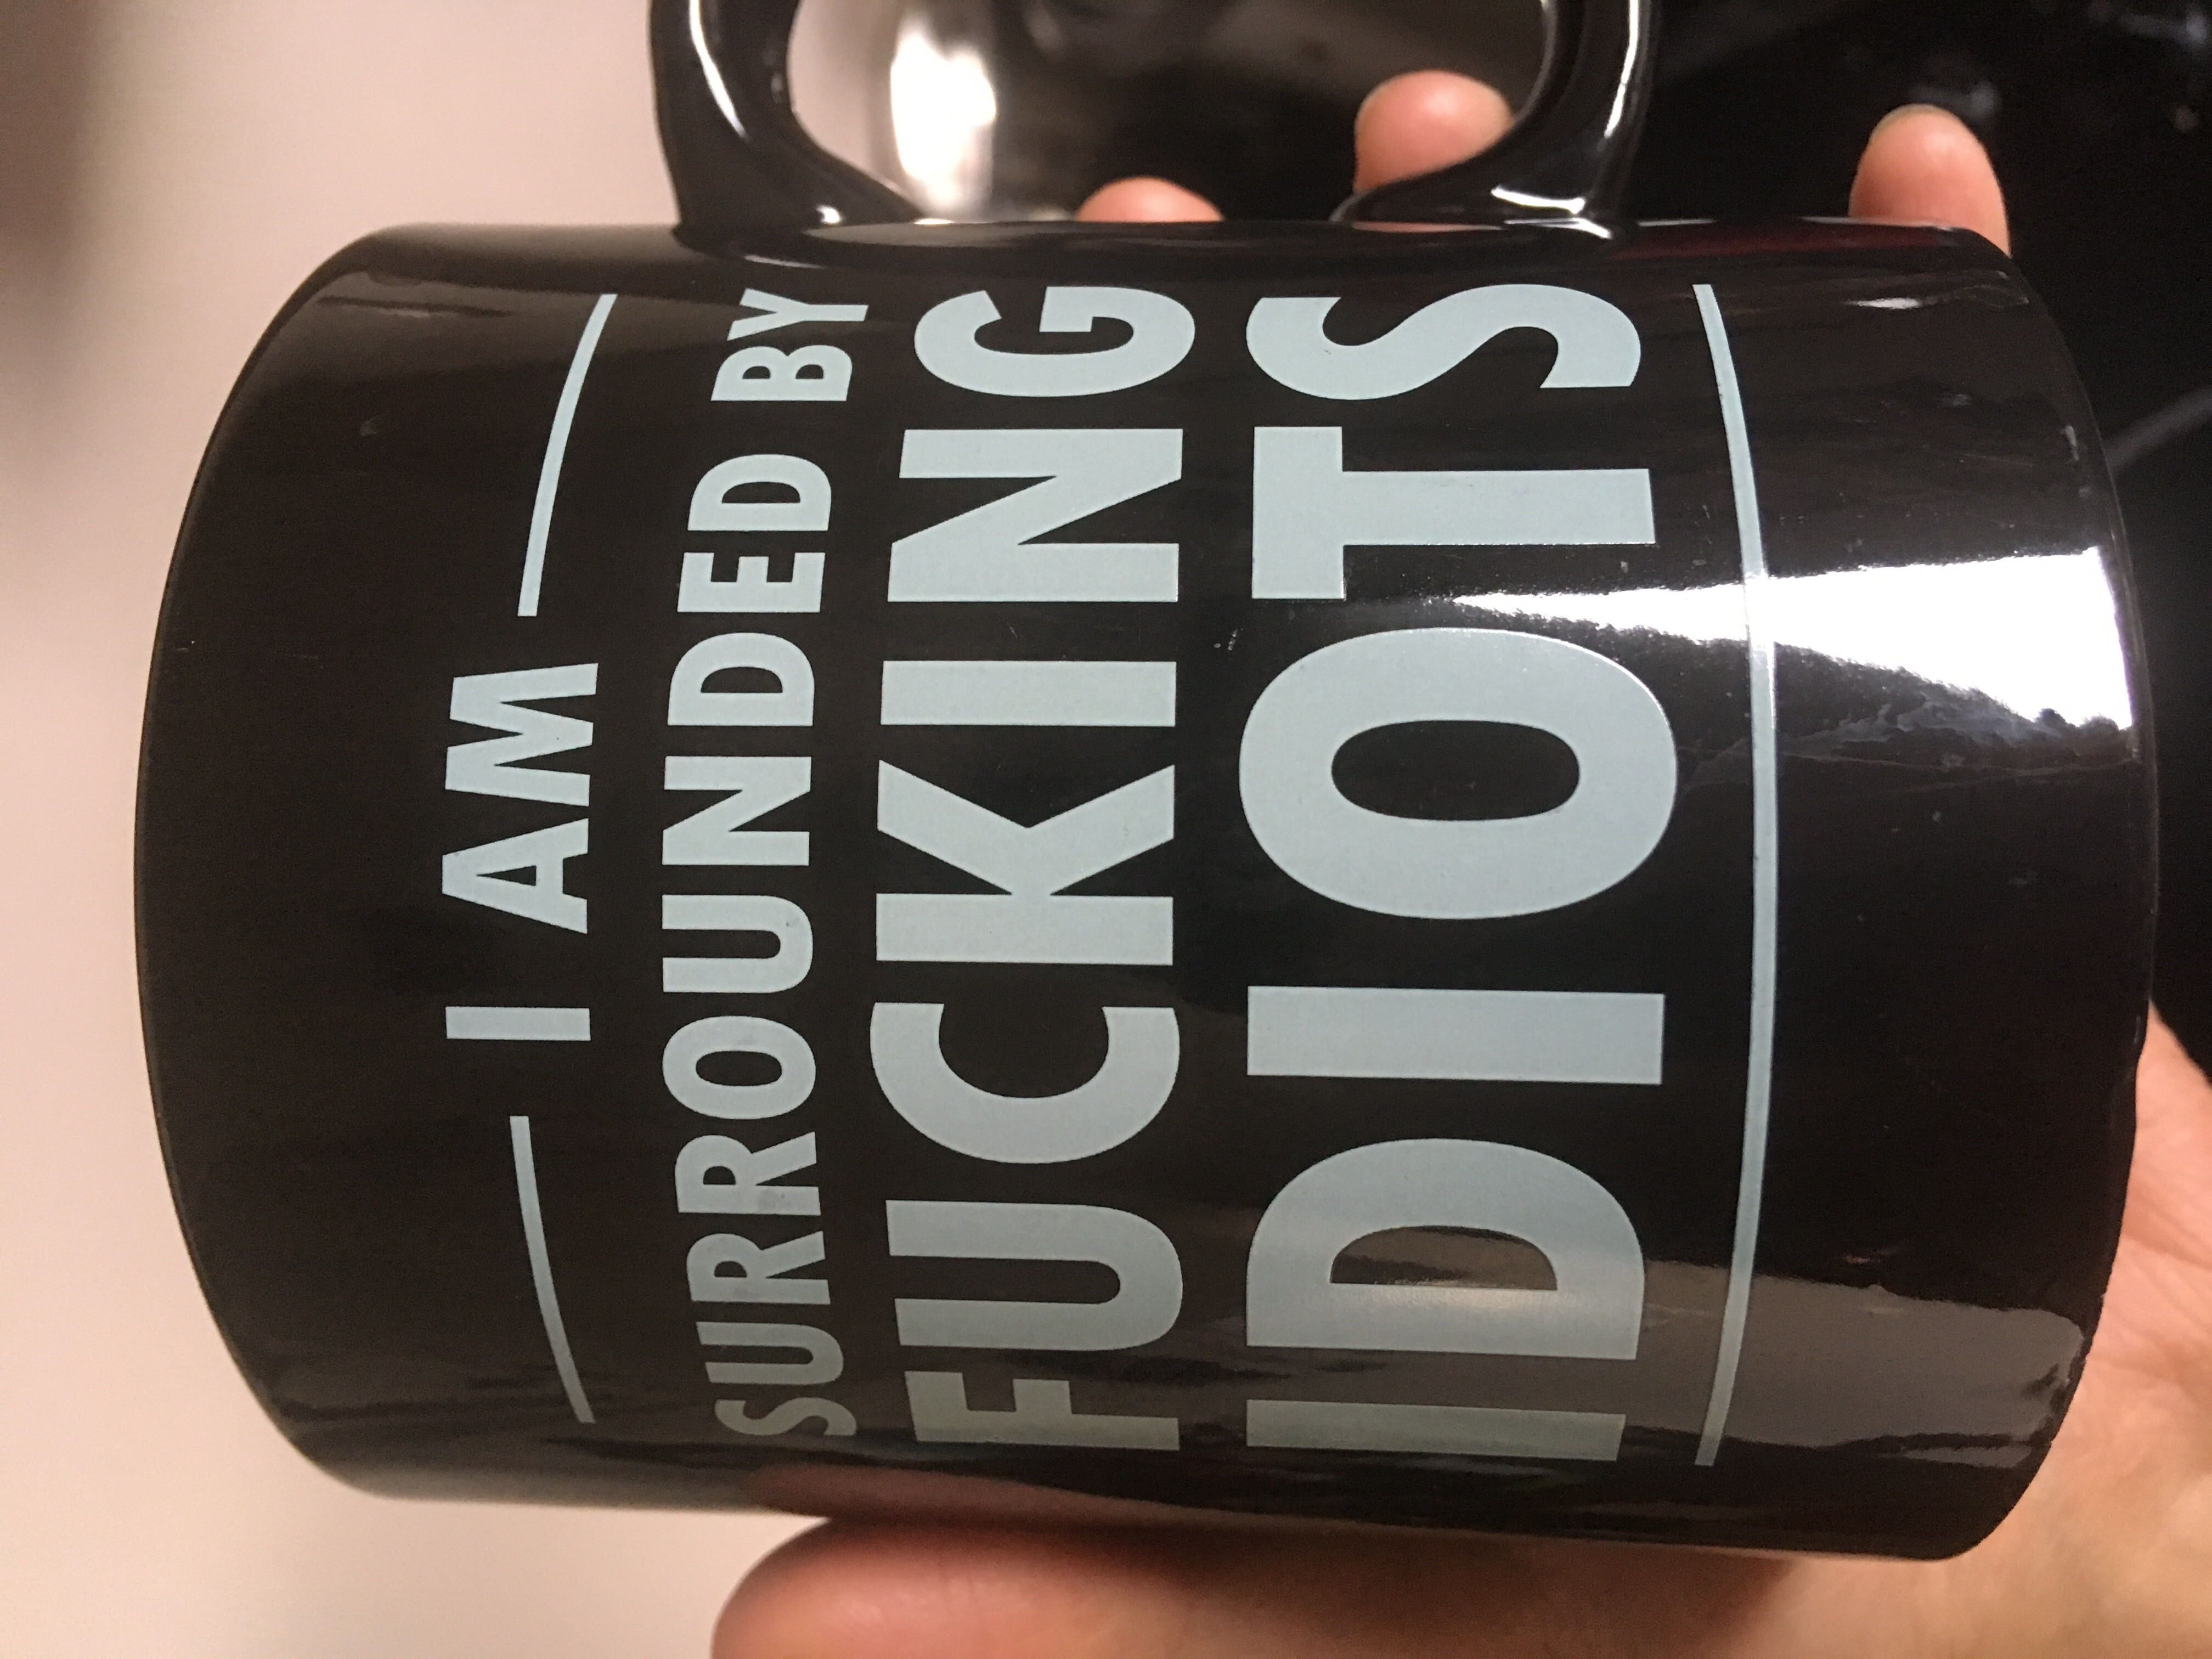 I AM
SURROUNDED BY
FUCKING
IDIOTS